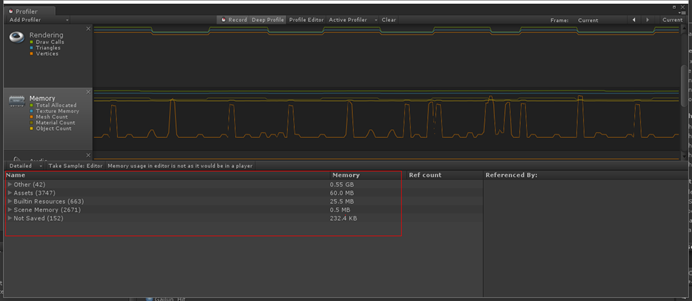 Profiler
Add Profiler
Record Deep Profile Profile Editor Active Profiler Clear Frame: Current Current
Rendering
Draw Calls
Triangles
Vertices
Memory
Total Allocated
Texture Memory
Mesh Count
Material Count
Object Count
Audio
Detailed Take Sample: Editor Memory usage in editor is not as it would be in a player
Name Memory Ref count Referenced By:
Other (42) 0.55 GB
Assets (3747) 60.0 MB
Builtin Resources (663) 25.5 MB
Scene Memory (2671) 0.5 MB
Not Saved (152) 232.4 KB